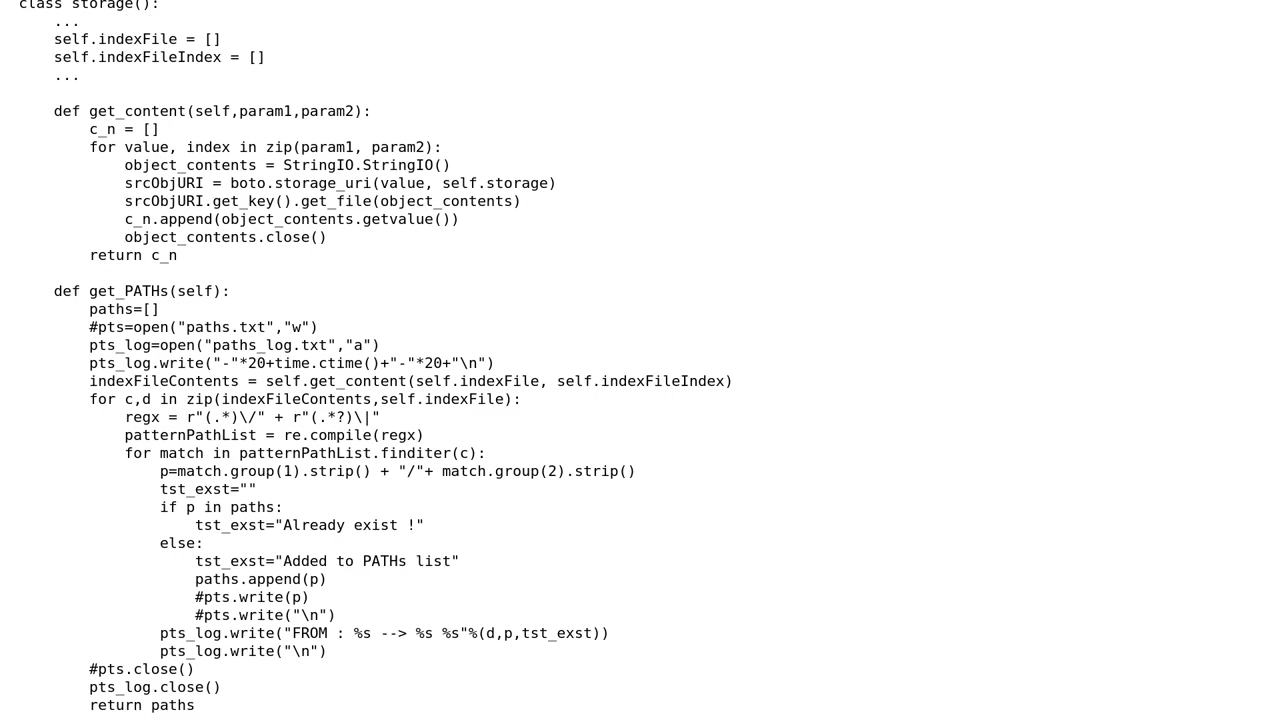 class storage():
    ...
    self.indexFile = []
    self.indexFileIndex = []
    ...

    def get_content(self,param1,param2):
        c_n = []
        for value, index in zip(param1, param2):
            object_contents = StringIO.StringIO()
            srcObjURI = boto.storage_uri(value, self.storage)
            srcObjURI.get_key().get_file(object_contents)
            c_n.append(object_contents.getvalue())
            object_contents.close()
        return c_n

    def get_PATHs(self):
        paths=[]
        #pts=open("paths.txt","w")
        pts_log=open("paths_log.txt","a")
        pts_log.write("-"*20+time.ctime()+"-"*20+"\n")
        indexFileContents = self.get_content(self.indexFile, self.indexFileIndex)
        for c,d in zip(indexFileContents,self.indexFile):
            regx = r"(.*)\/" + r"(.*?)\|"
            patternPathList = re.compile(regx)
            for match in patternPathList.finditer(c):
                p=match.group(1).strip() + "/"+ match.group(2).strip()
                tst_exst=""
                if p in paths:
                    tst_exst="Already exist !"
                else:
                    tst_exst="Added to PATHs list"
                    paths.append(p)
                    #pts.write(p)
                    #pts.write("\n")
                pts_log.write("FROM : %s --> %s %s"%(d,p,tst_exst))
                pts_log.write("\n")
        #pts.close()
        pts_log.close()
        return paths